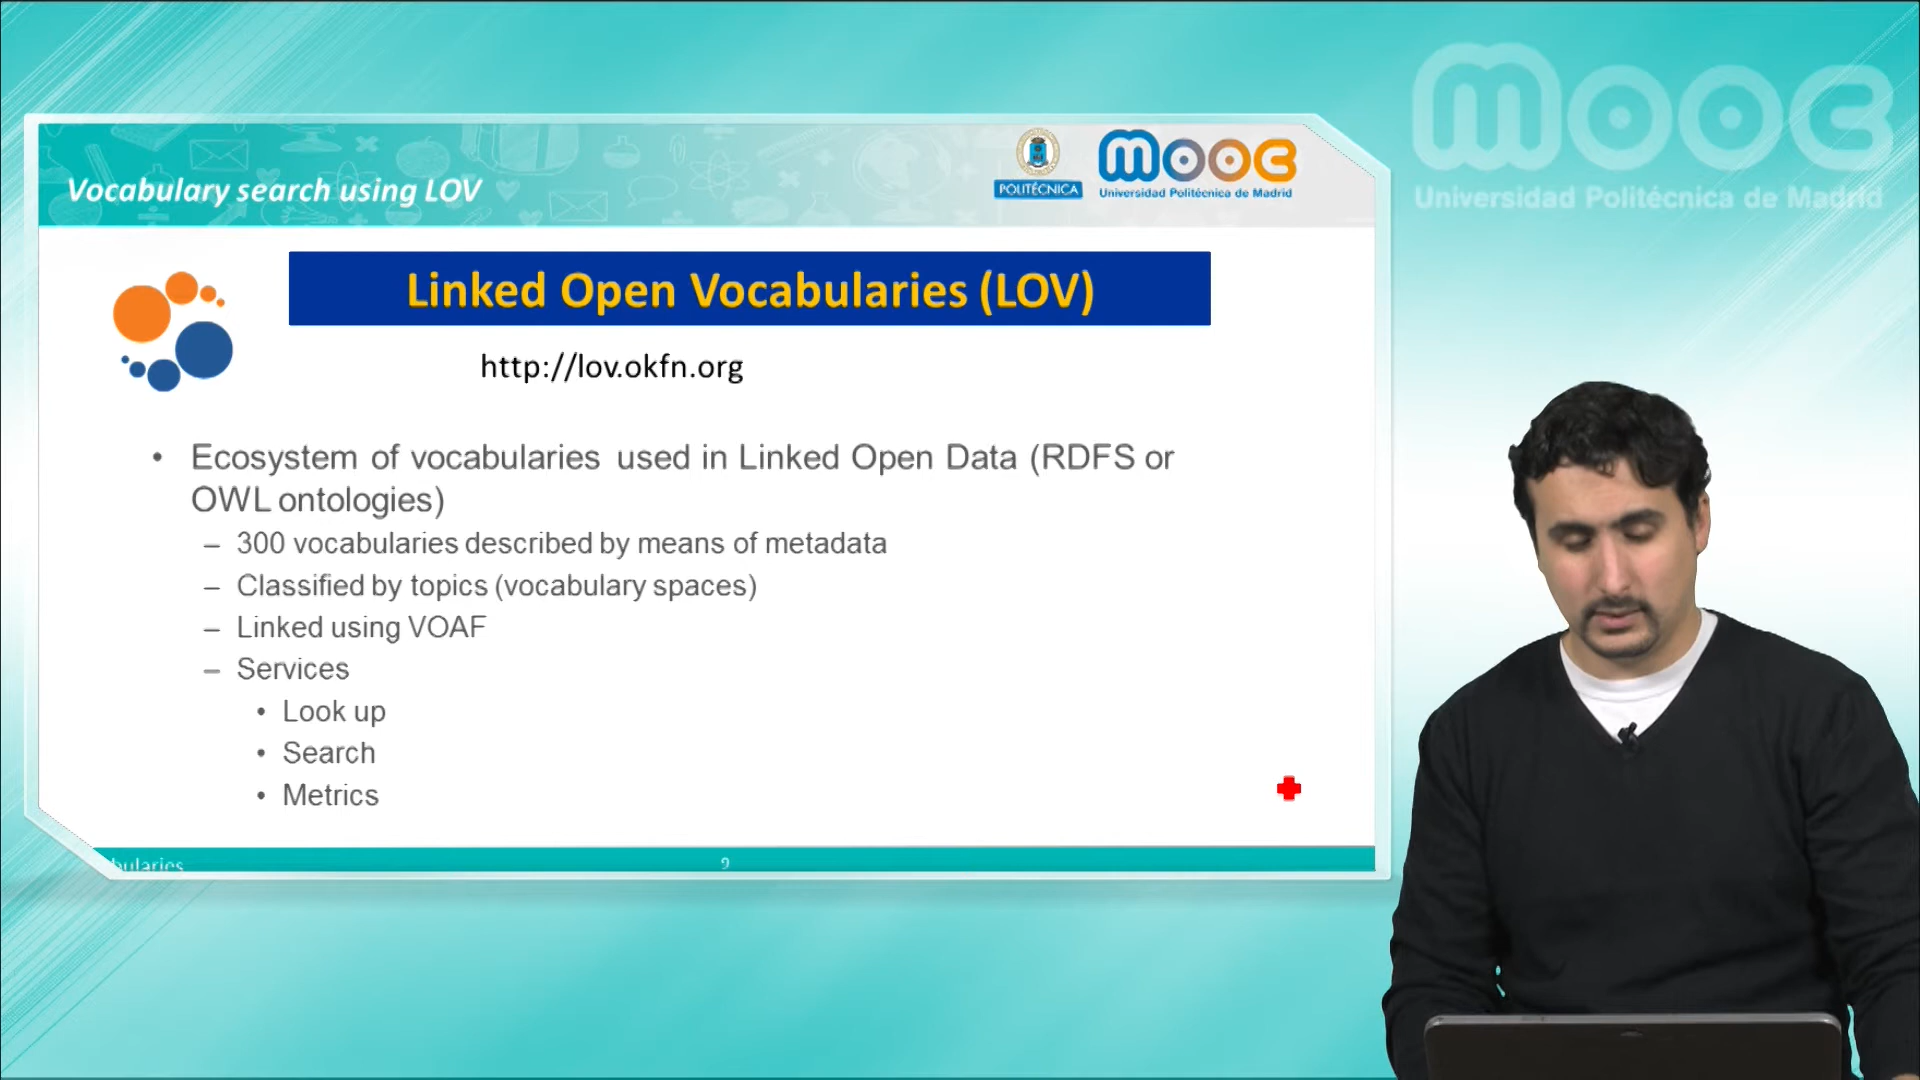 mooc
Universidad Politécnica de Madrid
Vocabulary search using LOV
POLITÉCNICA
mooc
Universidad Politécnica de Madrid
Linked Open Vocabularies (LOV)
http://lov.okfn.org
• Ecosystem of vocabularies used in Linked Open Data (RDFS or
OWL ontologies)
– 300 vocabularies described by means of metadata
– Classified by topics (vocabulary spaces)
– Linked using VOAF
– Services
• Look up
• Search
• Metrics
bularies
9